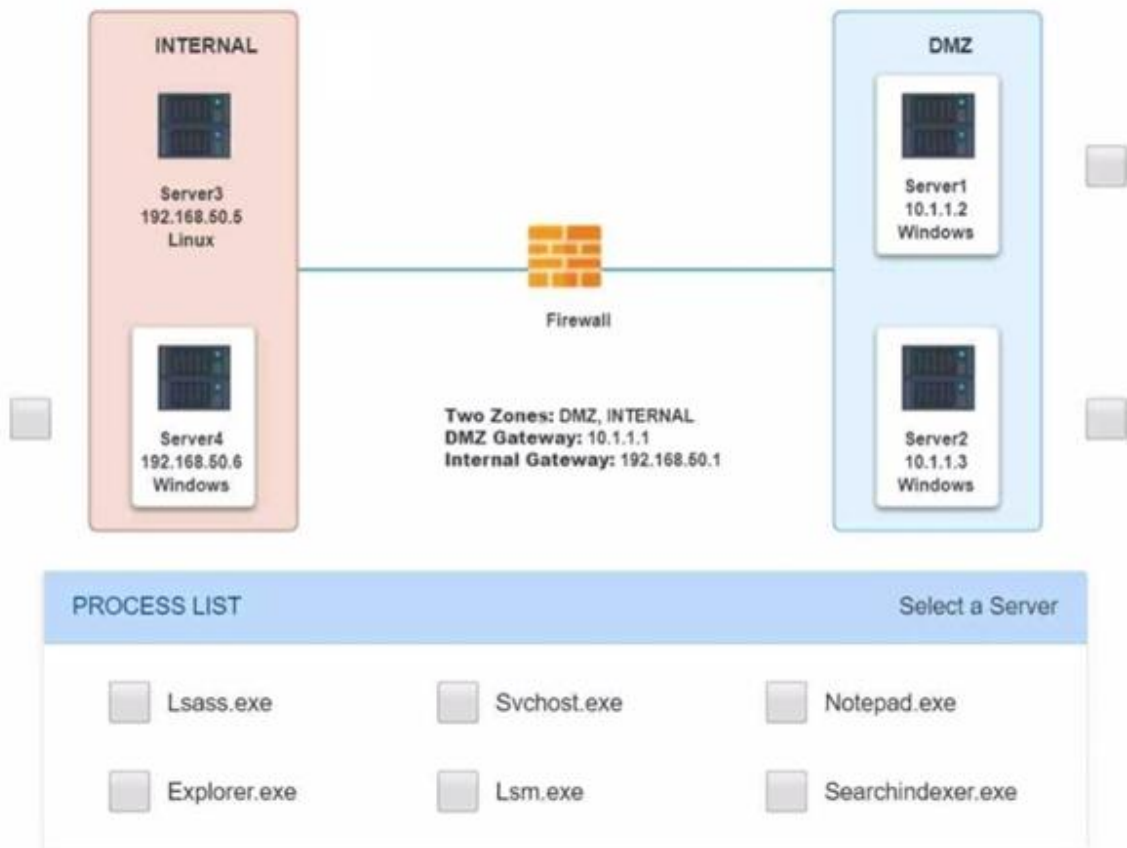 INTERNAL
Server3
192.168.50.5
Linux
Server4
192.168.50.6
Windows
Firewall
Two Zones: DMZ, INTERNAL
DMZ Gateway: 10.1.1.1
Internal Gateway: 192.168.50.1
DMZ
Server1
10.1.1.2
Windows
Server2
10.1.1.3
Windows
PROCESS LIST Select a Server
Lsass.exe Svchost.exe Notepad.exe
Explorer.exe Lsm.exe Searchindexer.exe